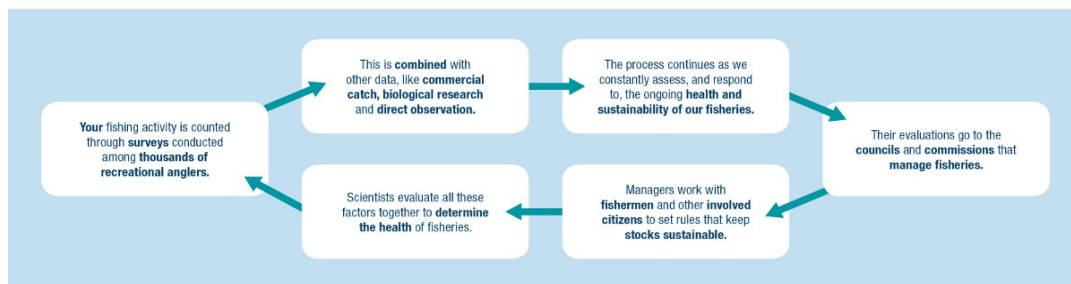 Your fishing activity is counted
through surveys conducted
among thousands of
recreational anglers.
This is combined with
other data, like commercial
catch, biological research
and direct observation.
The process continues as we
constantly assess, and respond
to, the ongoing health and
sustainability of our fisheries.
Their evaluations go to the
councils and commissions that
manage fisheries.
Managers work with
fishermen and other involved
citizens to set rules that keep
stocks sustainable.
Scientists evaluate all these
factors together to determine
the health of fisheries.